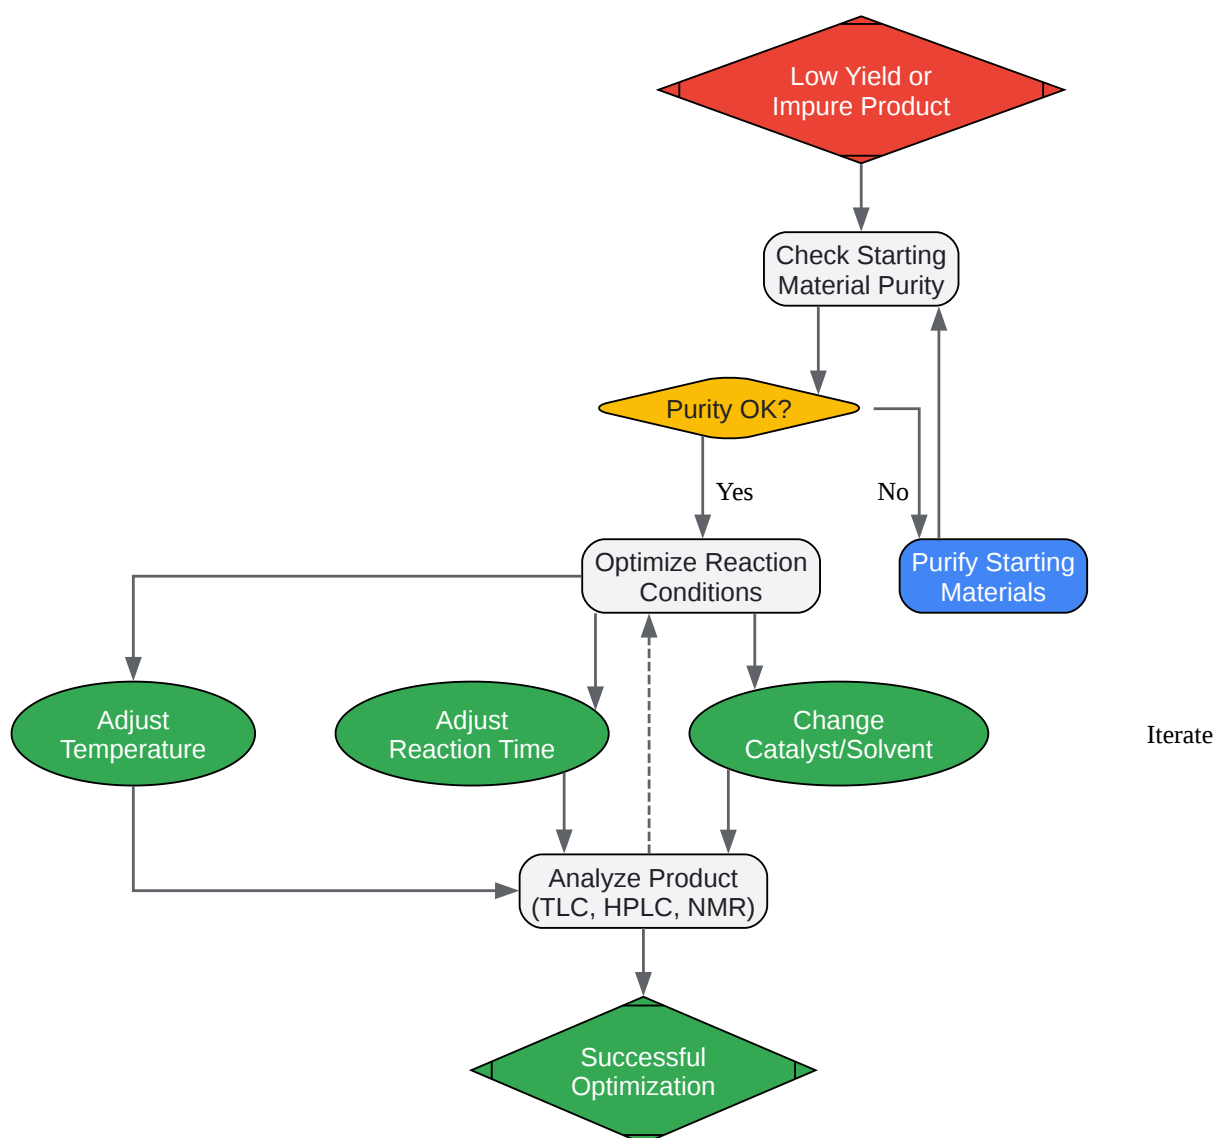 Low Yield or
Impure Product
Check Starting
Material Purity
Purity OK?
Yes
No
Optimize Reaction
Conditions
Purify Starting
Materials
Adjust
Temperature
Adjust
Reaction Time
Change
Catalyst/Solvent
Iterate
Analyze Product
(TLC, HPLC, NMR)
Successful
Optimization